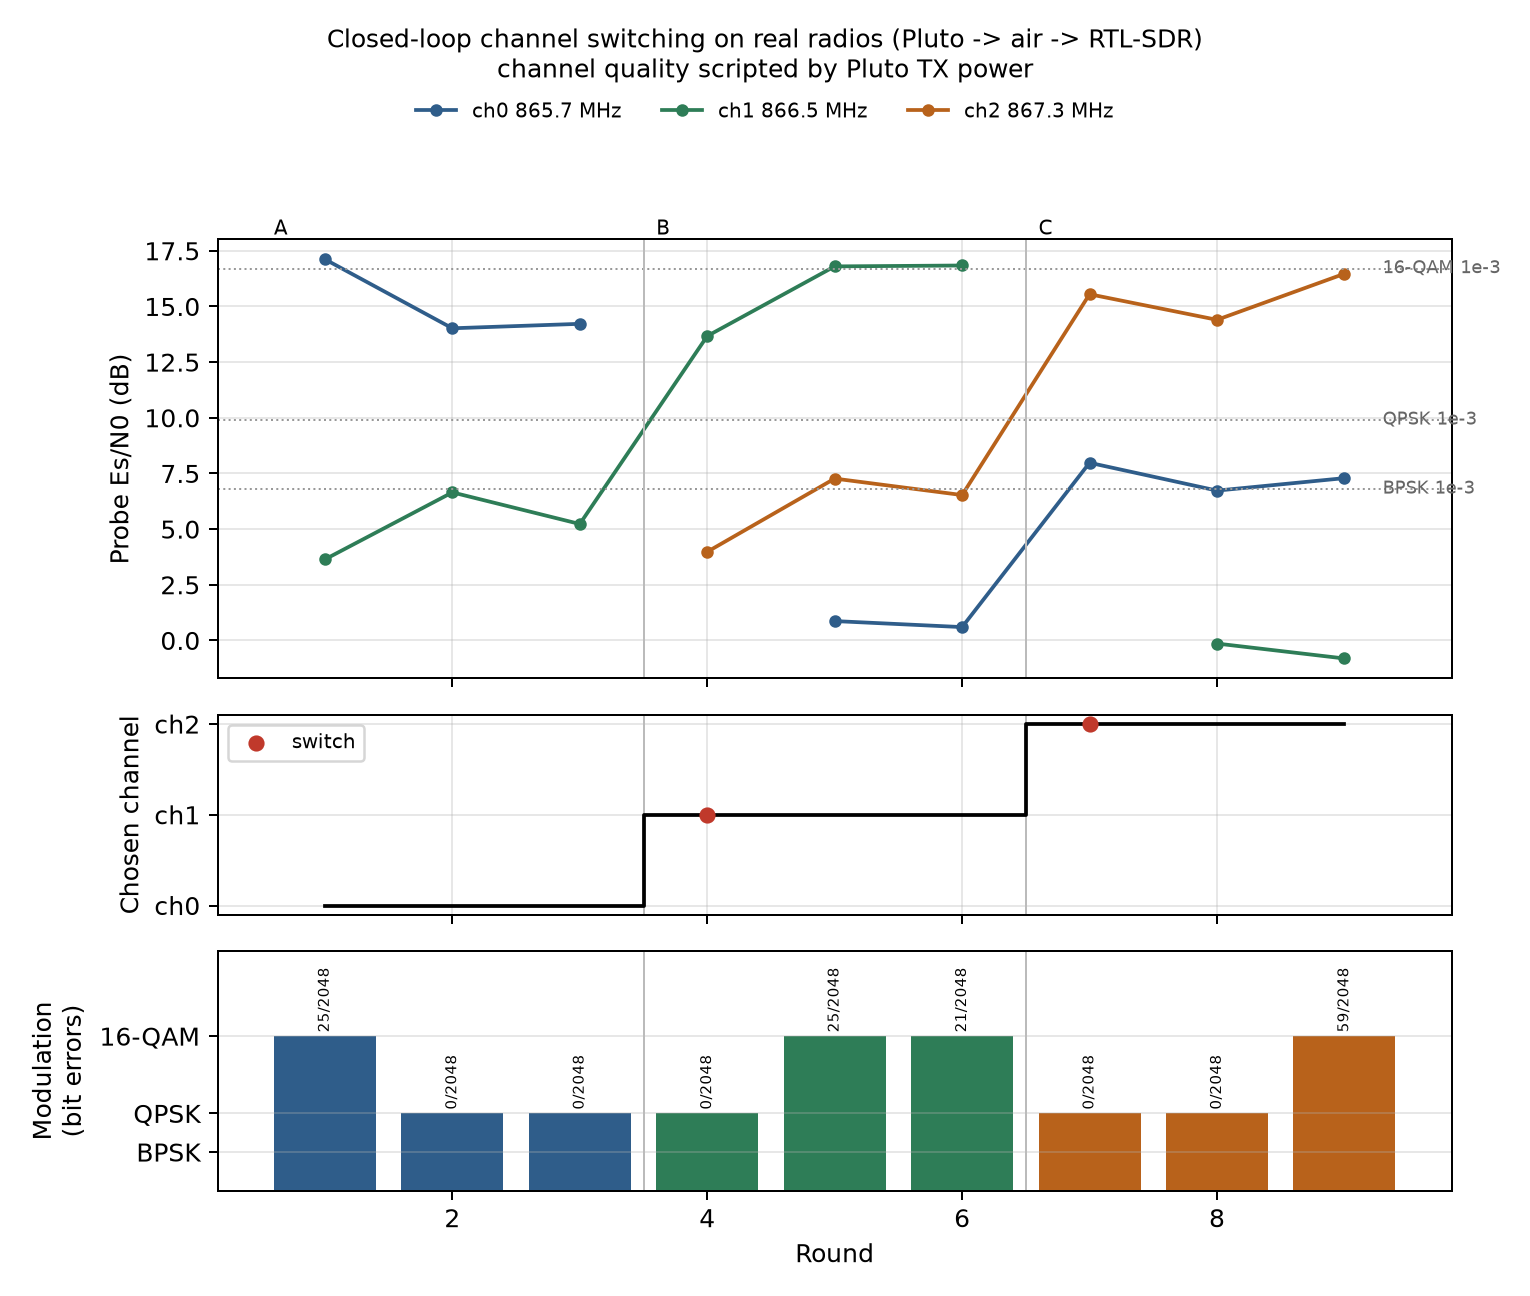 Closed-loop channel switching on real radios (Pluto -> air -> RTL-SDR)
channel quality scripted by Pluto TX power
ch0 865.7 MHz
ch1 866.5 MHz
ch2 867.3 MHz
A
B
C
Probe Es/N0 (dB)
17.5
15.0
12.5
10.0
7.5
5.0
2.5
0.0
16-QAM 1e-3
QPSK 1e-3
BPSK 1e-3
Chosen channel
ch2
ch1
ch0
switch
Modulation
(bit errors)
16-QAM
QPSK
BPSK
25/2048
0/2048
0/2048
0/2048
25/2048
21/2048
0/2048
0/2048
59/2048
2
4
6
8
Round